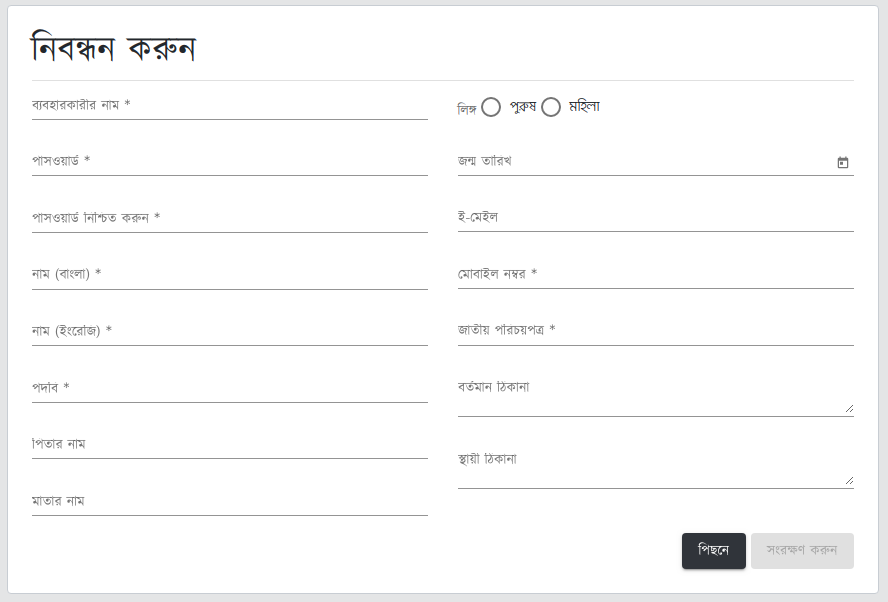 নিবন্ধন করুন
ব্যবহারকারীর নাম *
লিঙ্গ পুরুষ মহিলা
পাসওয়ার্ড *
জন্ম তারিখ
পাসওয়ার্ড নিশ্চিত করুন *
ই-মেইল
নাম (বাংলা) *
মোবাইল নম্বর *
নাম (ইংরেজি) *
জাতীয় পরিচয়পত্র *
পদবি *
বর্তমান ঠিকানা
পিতার নাম
স্থায়ী ঠিকানা
মাতার নাম
পিছনে সংরক্ষণ করুন